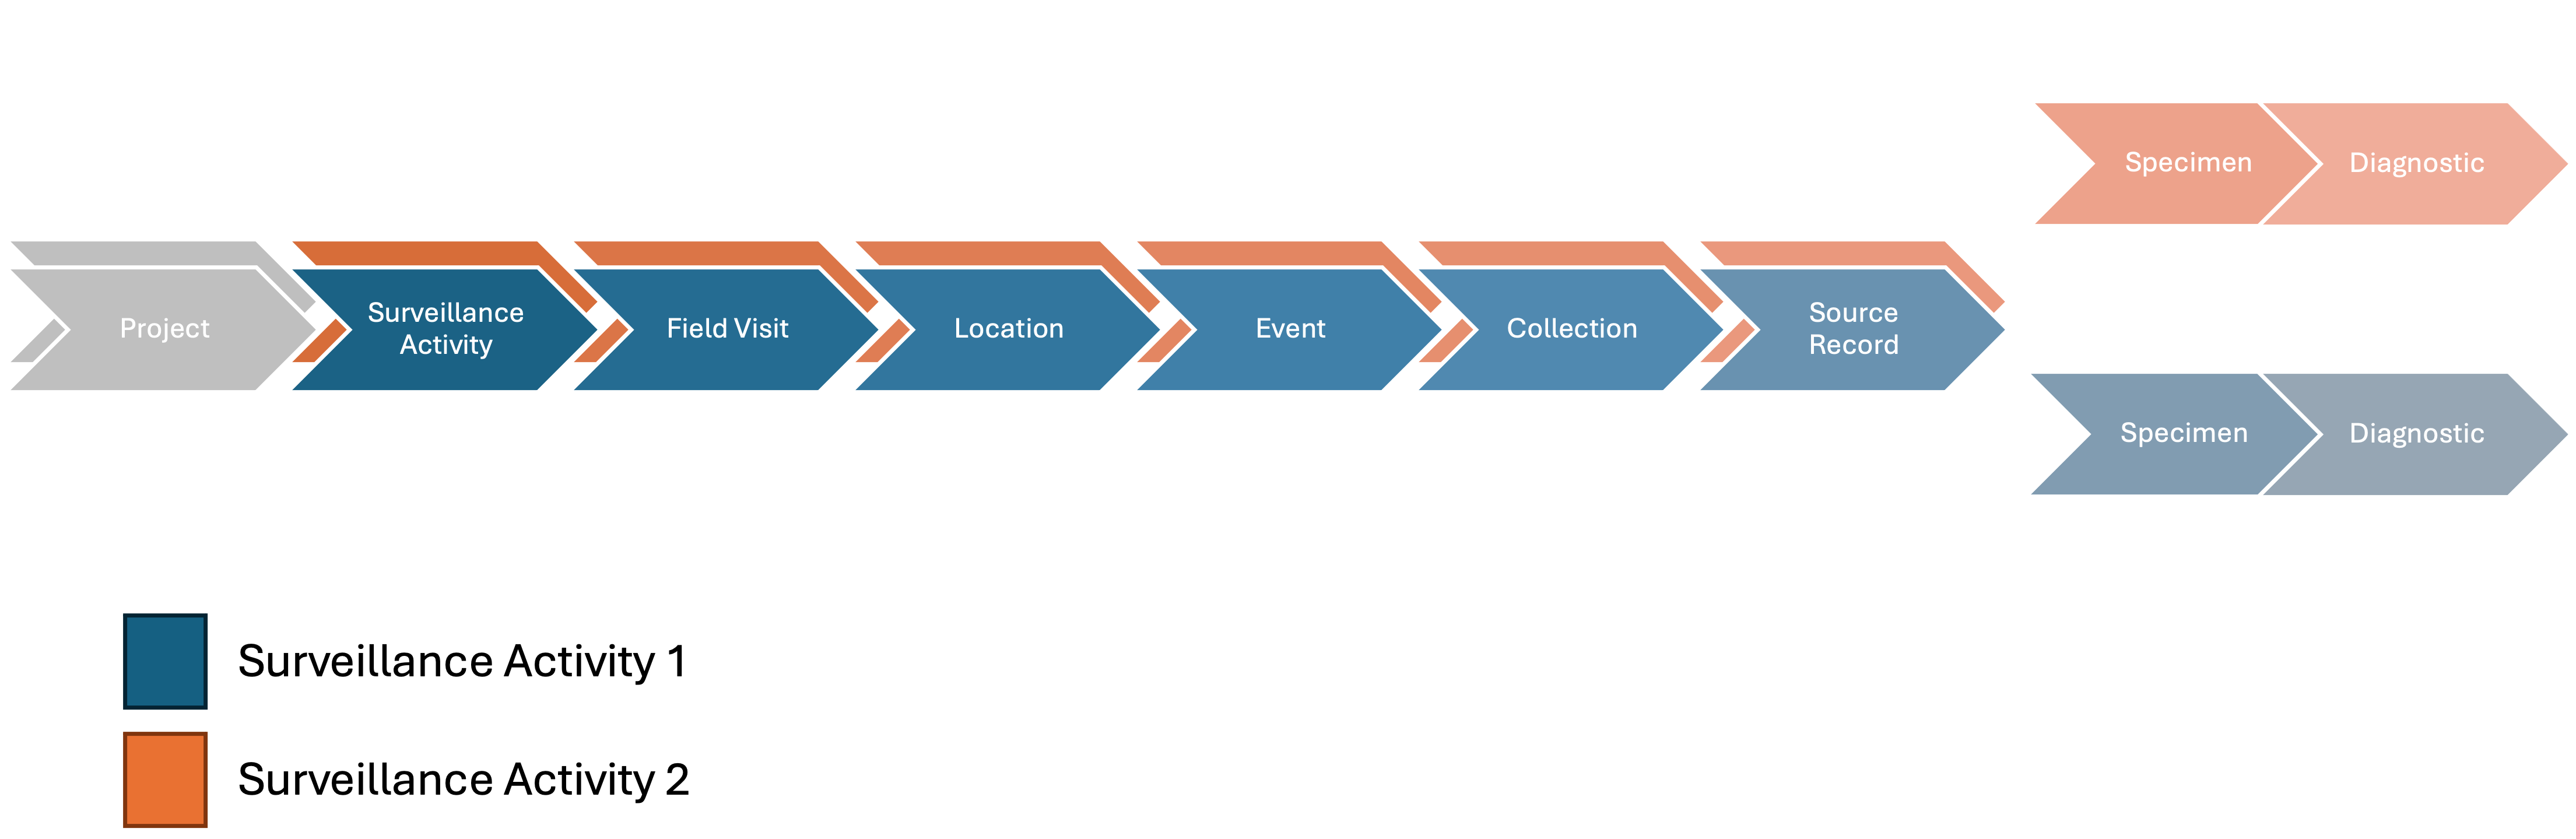 Specimen
Diagnostic
Project
Surveillance
Activity
Field Visit
Location
Event
Collection
Source
Record
Specimen
Diagnostic
Surveillance Activity 1
Surveillance Activity 2